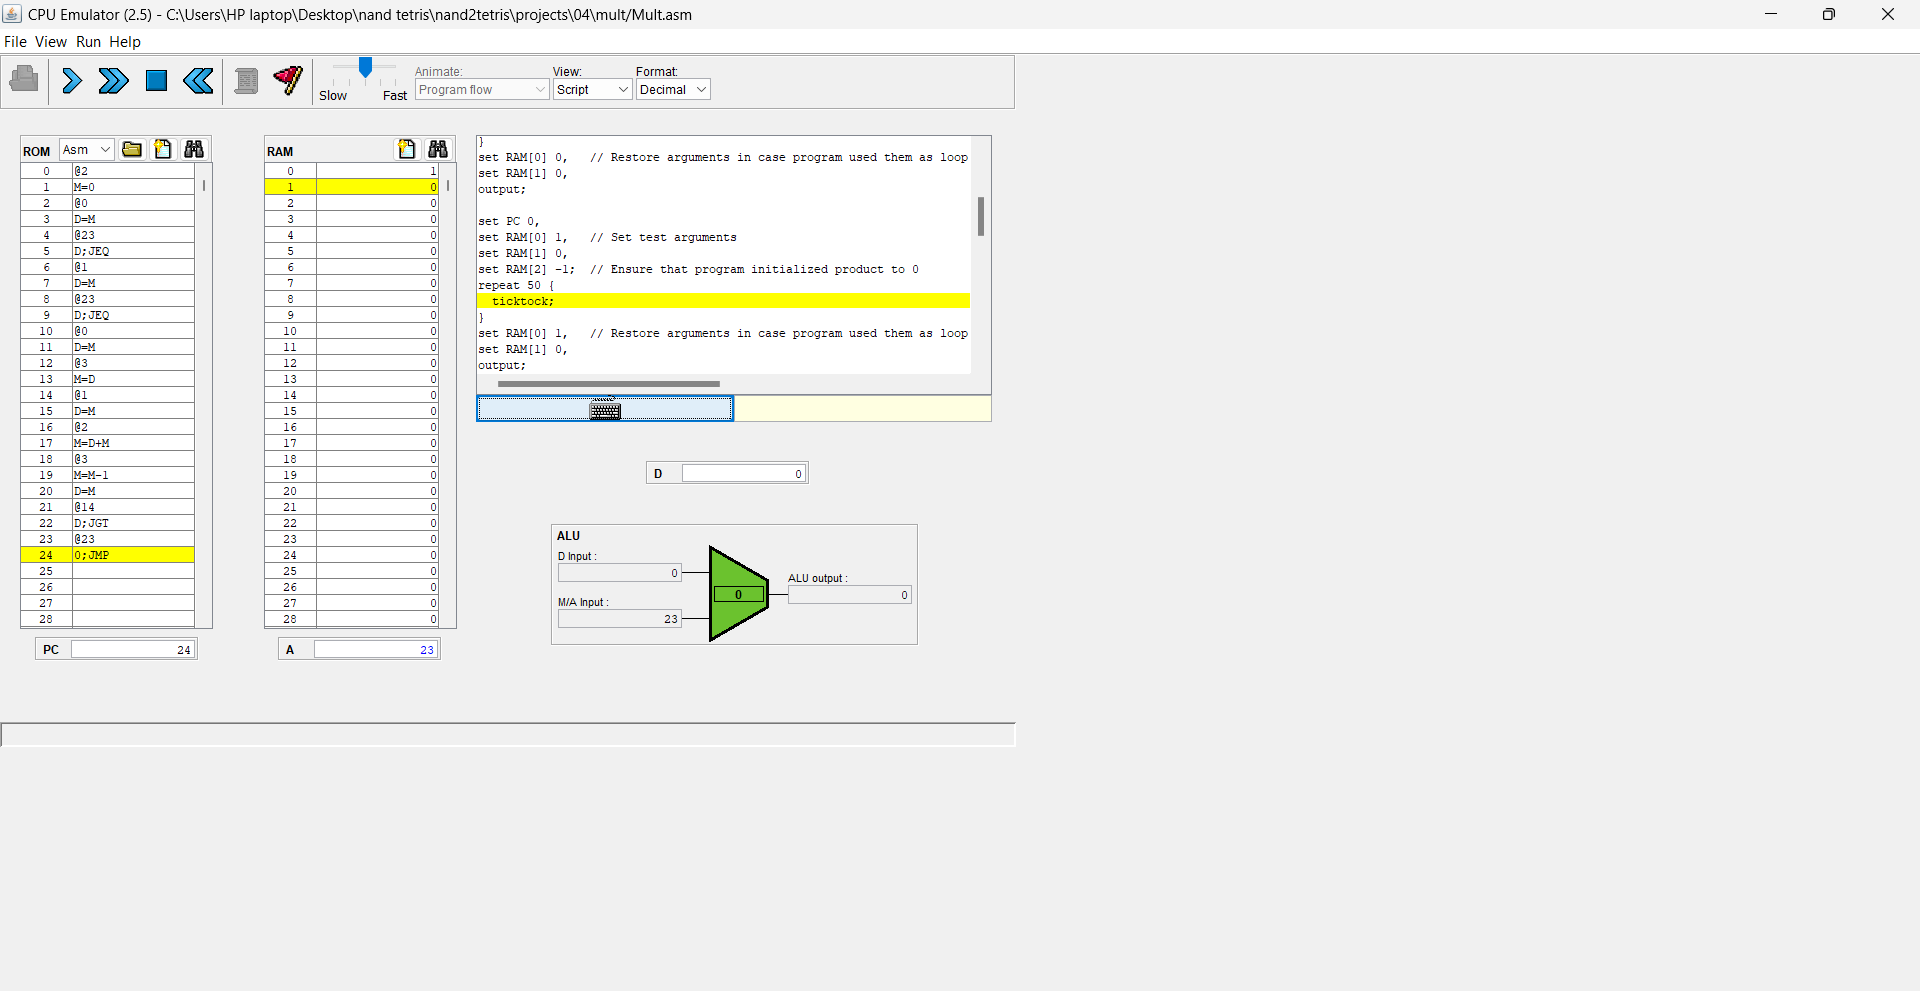 CPU Emulator (2.5) - C:\Users\HP laptop\Desktop\nand tetris\nand2tetris\projects\04\mult/Mult.asm
File View Run Help
Slow Fast
Animate:
Program flow
View:
Script
Format:
Decimal
ROM Asm
0 @2
1 M=0
2 @0
3 D=M
4 @23
5 D;JEQ
6 @1
7 D=M
8 @23
9 D;JEQ
10 @0
11 D=M
12 @3
13 M=D
14 @1
15 D=M
16 @2
17 M=D+M
18 @3
19 M=M-1
20 D=M
21 @14
22 D;JGT
23 @23
24 0;JMP
25
26
27
28
PC 24
RAM
0 1
1 0
2 0
3 0
4 0
5 0
6 0
7 0
8 0
9 0
10 0
11 0
12 0
13 0
14 0
15 0
16 0
17 0
18 0
19 0
20 0
21 0
22 0
23 0
24 0
25 0
26 0
27 0
28 0
A 23
}
set RAM[0] 0, // Restore arguments in case program used them as loop
set RAM[1] 0,
output;
set PC 0,
set RAM[0] 1, // Set test arguments
set RAM[1] 0,
set RAM[2] -1; // Ensure that program initialized product to 0
repeat 50 {
ticktock;
}
set RAM[0] 1, // Restore arguments in case program used them as loop
set RAM[1] 0,
output;
D 0
ALU
D Input :
0
M/A Input :
23
0
ALU output :
0